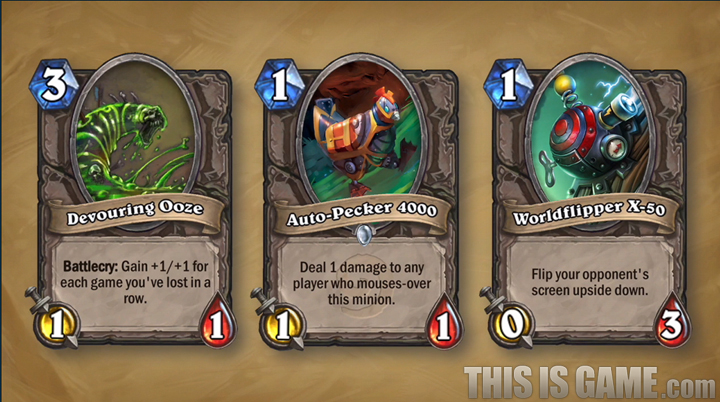 3
Devouring Ooze
Battlecry: Gain +1/+1 for
each game you've lost in a
row.
1
1
1
Auto-Pecker 4000
Deal 1 damage to any
player who mouses-over
this minion.
1
1
1
Worldflipper X-50
Flip your opponent's
screen upside down.
0
3
THIS IS GAME.com